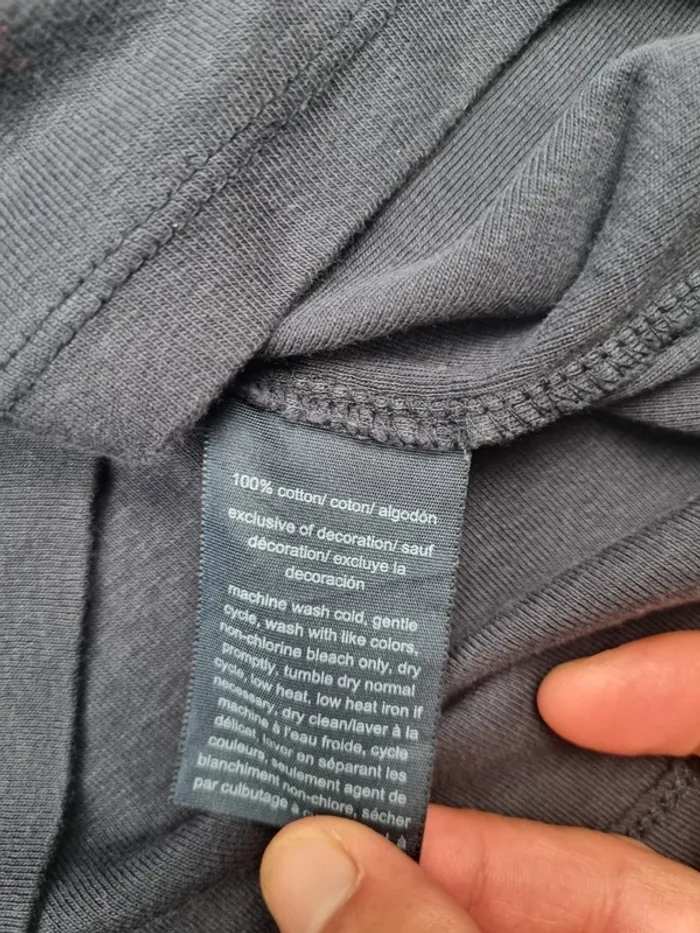 100% cotton/ coton/ algodón
exclusive of decoration/ sauf
décoration/ excluye la
decoración
machine wash cold, gentle
cycle, wash with like colors,
non-chlorine bleach only, dry
promptly, tumble dry normal
cycle, low heat, low heat iron if
necessary, dry clean/laver à la
machine à l'eau froide, cycle
délicat, laver en séparant les
couleurs, seulement agent de
blanchiment non-chlore, sécher
par culbutage à
à